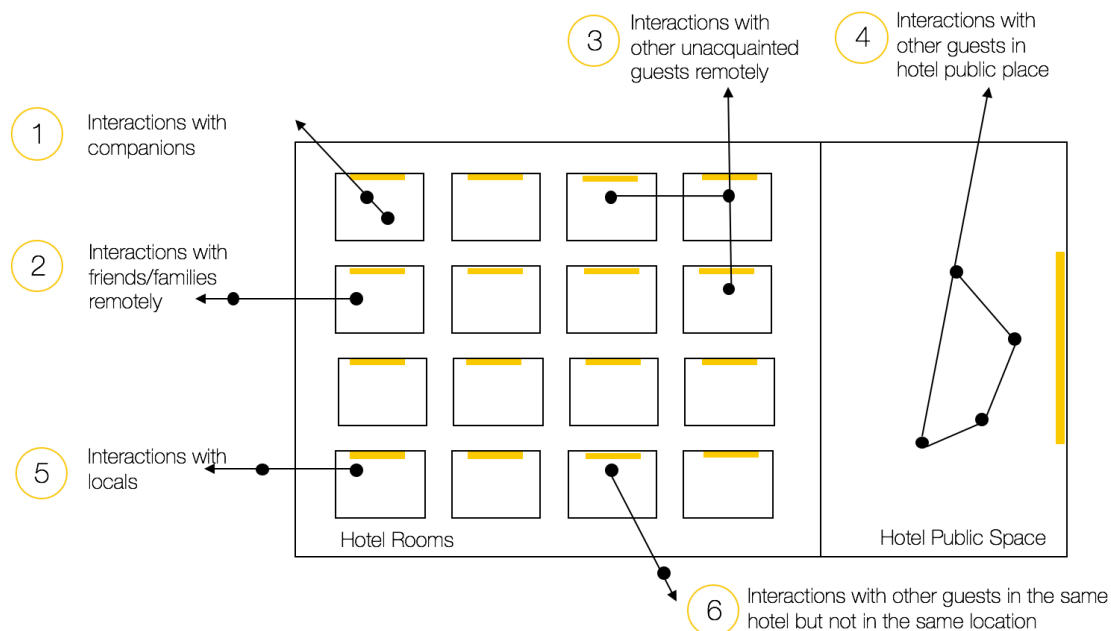 1
Interactions with
companions
2
Interactions with
friends/families
remotely
3
Interactions with
other unacquainted
guests remotely
4
Interactions with
other guests in
hotel public place
5
Interactions with
locals
Hotel Rooms
Hotel Public Space
6
Interactions with other guests in the same
hotel but not in the same location